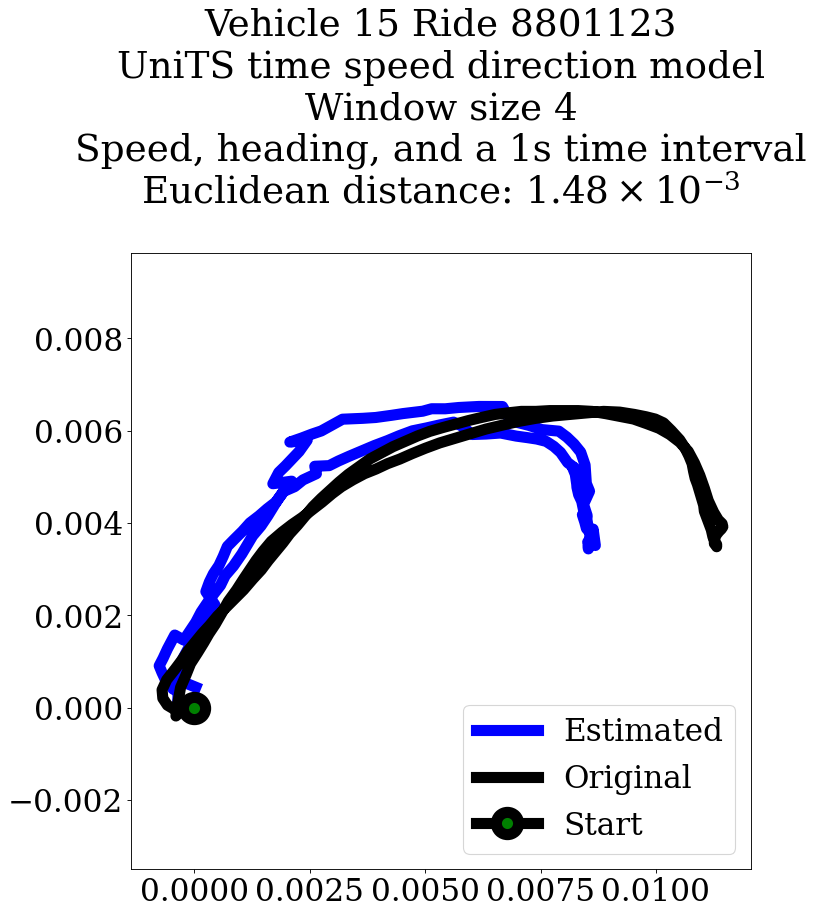 Vehicle 15 Ride 8801123
UniTS time speed direction model
Window size 4
Speed, heading, and a 1s time interval
Euclidean distance: 1.48 × 10⁻³
0.008
0.006
0.004
0.002
0.000
−0.002
0.0000 0.0025 0.0050 0.0075 0.0100
Estimated
Original
Start